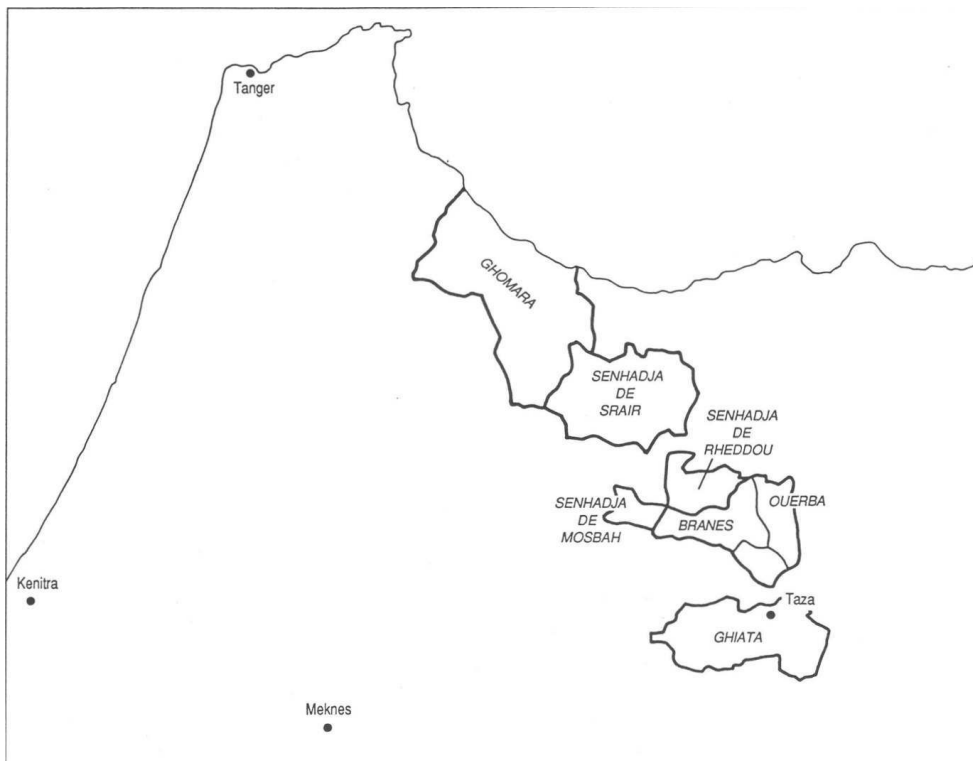 Tanger
GHOMARA
SENHADJA
DE
SRAIR
SENHADJA
DE
RHEDDOU
OUERBA
SENHADJA
DE
MOSBAH
BRANES
Kenitra
Taza
GHIATA
Meknes